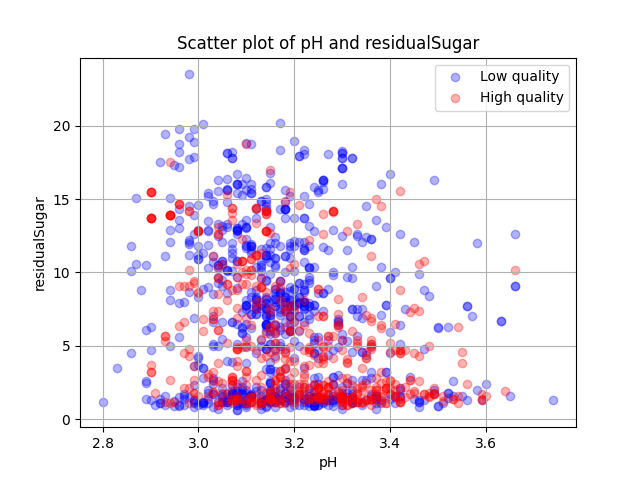 Scatter plot of pH and residualSugar
Low quality
High quality
residualSugar
20
15
10
5
0
2.8 3.0 3.2 3.4 3.6
pH